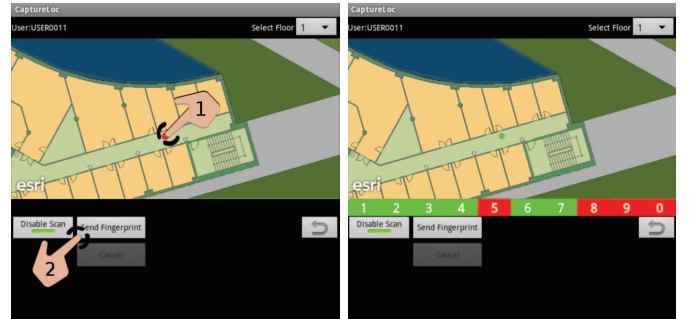 CaptureLoc
User:USER0011
Select Floor 1
1
esri
Disable Scan
Send Fingerprint
Cancel
2
CaptureLoc
User:USER0011
Select Floor 1
esri
1 2 3 4 5 6 7 8 9 0
Disable Scan
Send Fingerprint
Cancel